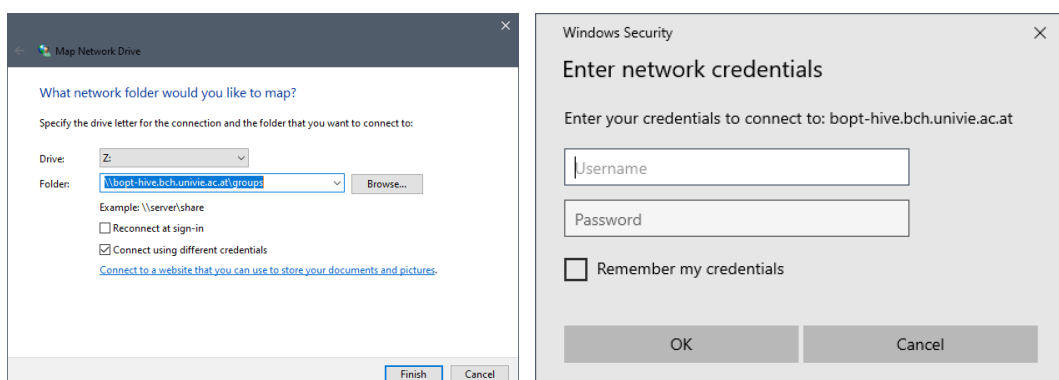 Map Network Drive
What network folder would you like to map?
Specify the drive letter for the connection and the folder that you want to connect to:
Drive: Z:
Folder: \\bopt-hive.bch.univie.ac.at\groups Browse...
Example: \\server\share
Reconnect at sign-in
Connect using different credentials
Connect to a website that you can use to store your documents and pictures.
Finish Cancel
Windows Security
Enter network credentials
Enter your credentials to connect to: bopt-hive.bch.univie.ac.at
Username
Password
Remember my credentials
OK Cancel